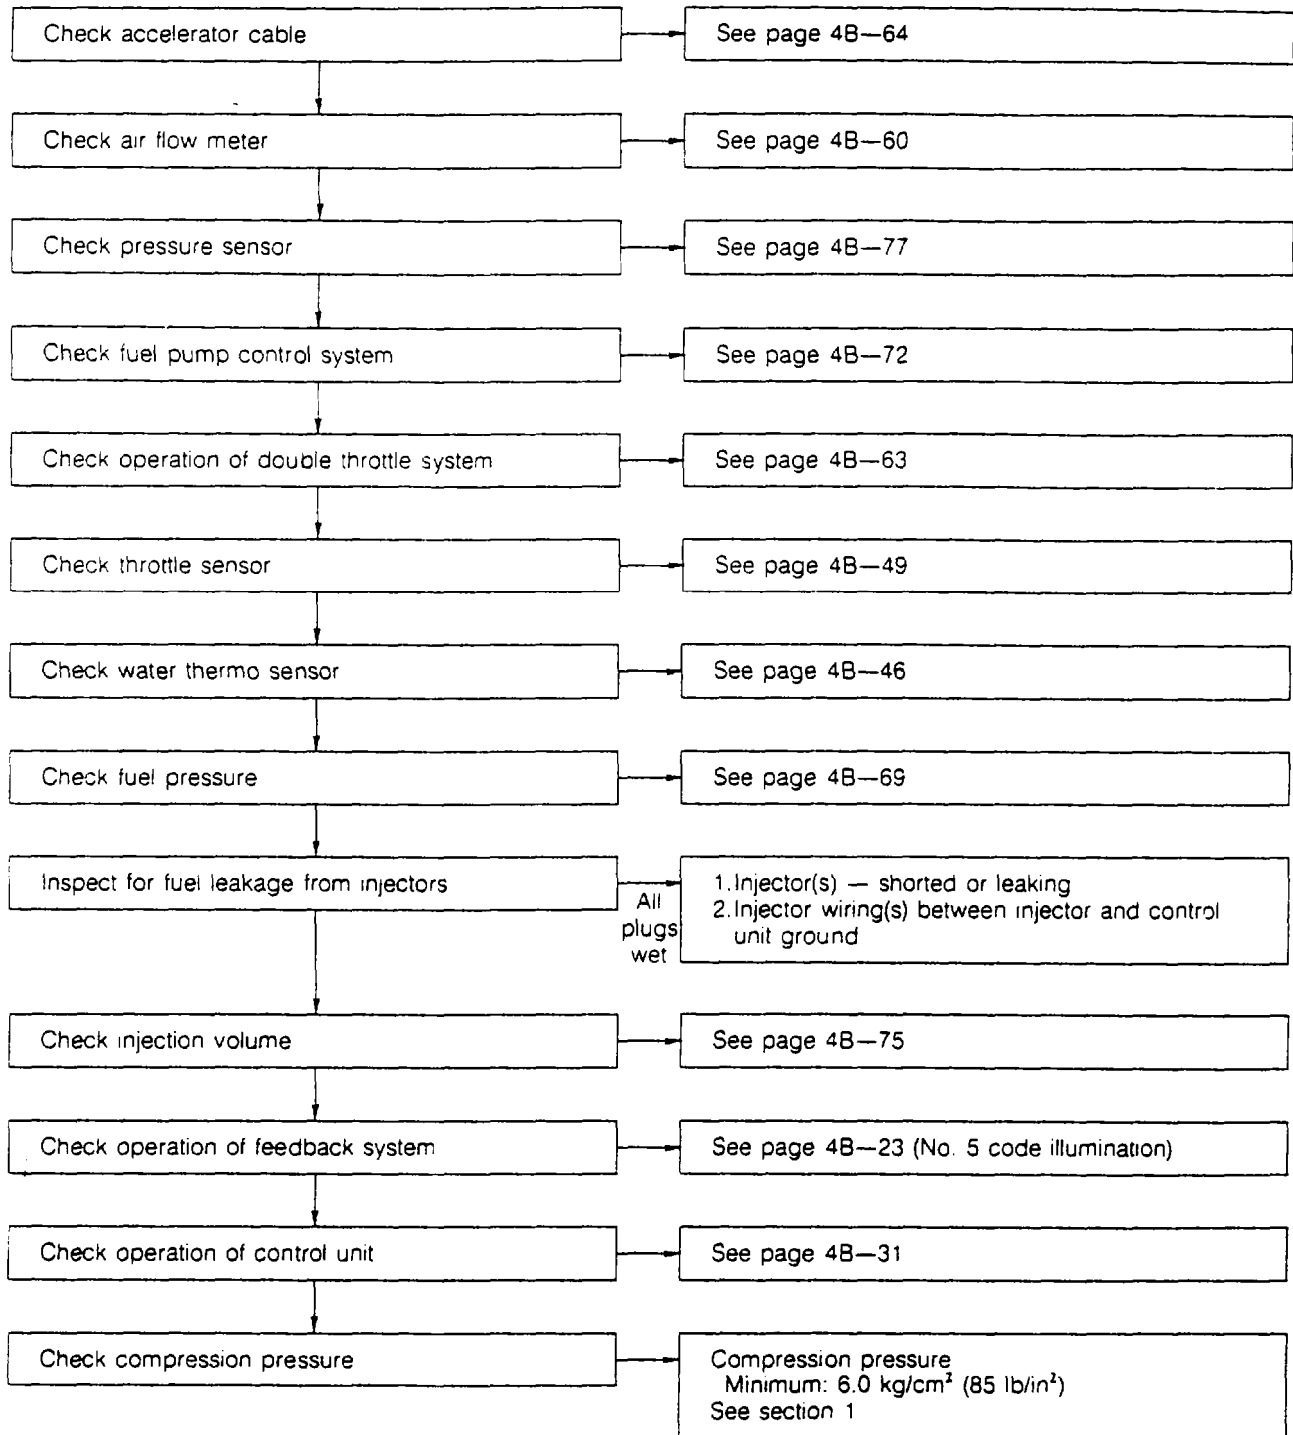 Check accelerator cable
See page 4B—64
Check air flow meter
See page 4B—60
Check pressure sensor
See page 4B—77
Check fuel pump control system
See page 4B—72
Check operation of double throttle system
See page 4B—63
Check throttle sensor
See page 4B—49
Check water thermo sensor
See page 4B—46
Check fuel pressure
See page 4B—69
Inspect for fuel leakage from injectors
All
plugs
wet
1. Injector(s) — shorted or leaking
2. Injector wiring(s) between injector and control
unit ground
Check injection volume
See page 4B—75
Check operation of feedback system
See page 4B—23 (No. 5 code illumination)
Check operation of control unit
See page 4B—31
Check compression pressure
Compression pressure
Minimum: 6.0 kg/cm² (85 lb/in²)
See section 1